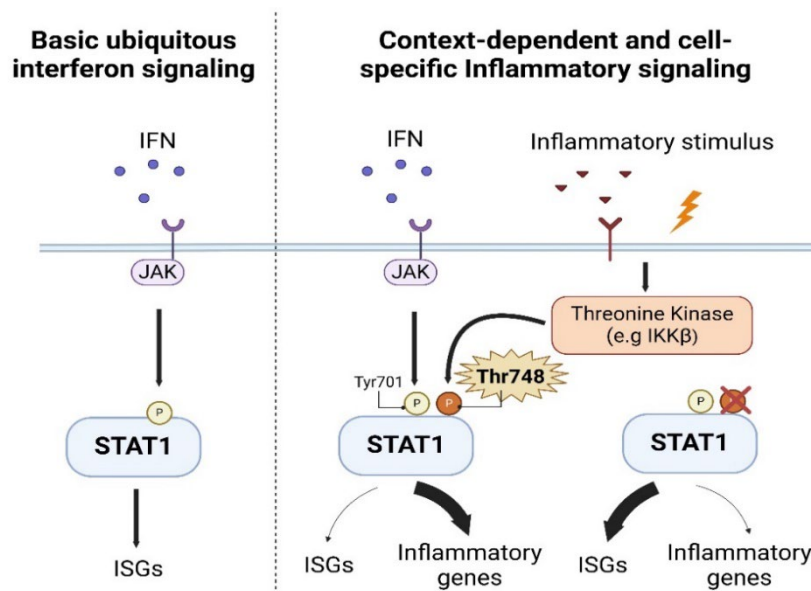 Basic ubiquitous
interferon signaling
Context-dependent and cell-
specific Inflammatory signaling
IFN
IFN
Inflammatory stimulus
JAK
JAK
Threonine Kinase
(e.g IKKβ)
Tyr701
Thr748
P
P
P
P
STAT1
STAT1
STAT1
ISGs
ISGs
Inflammatory
genes
ISGs
Inflammatory
genes